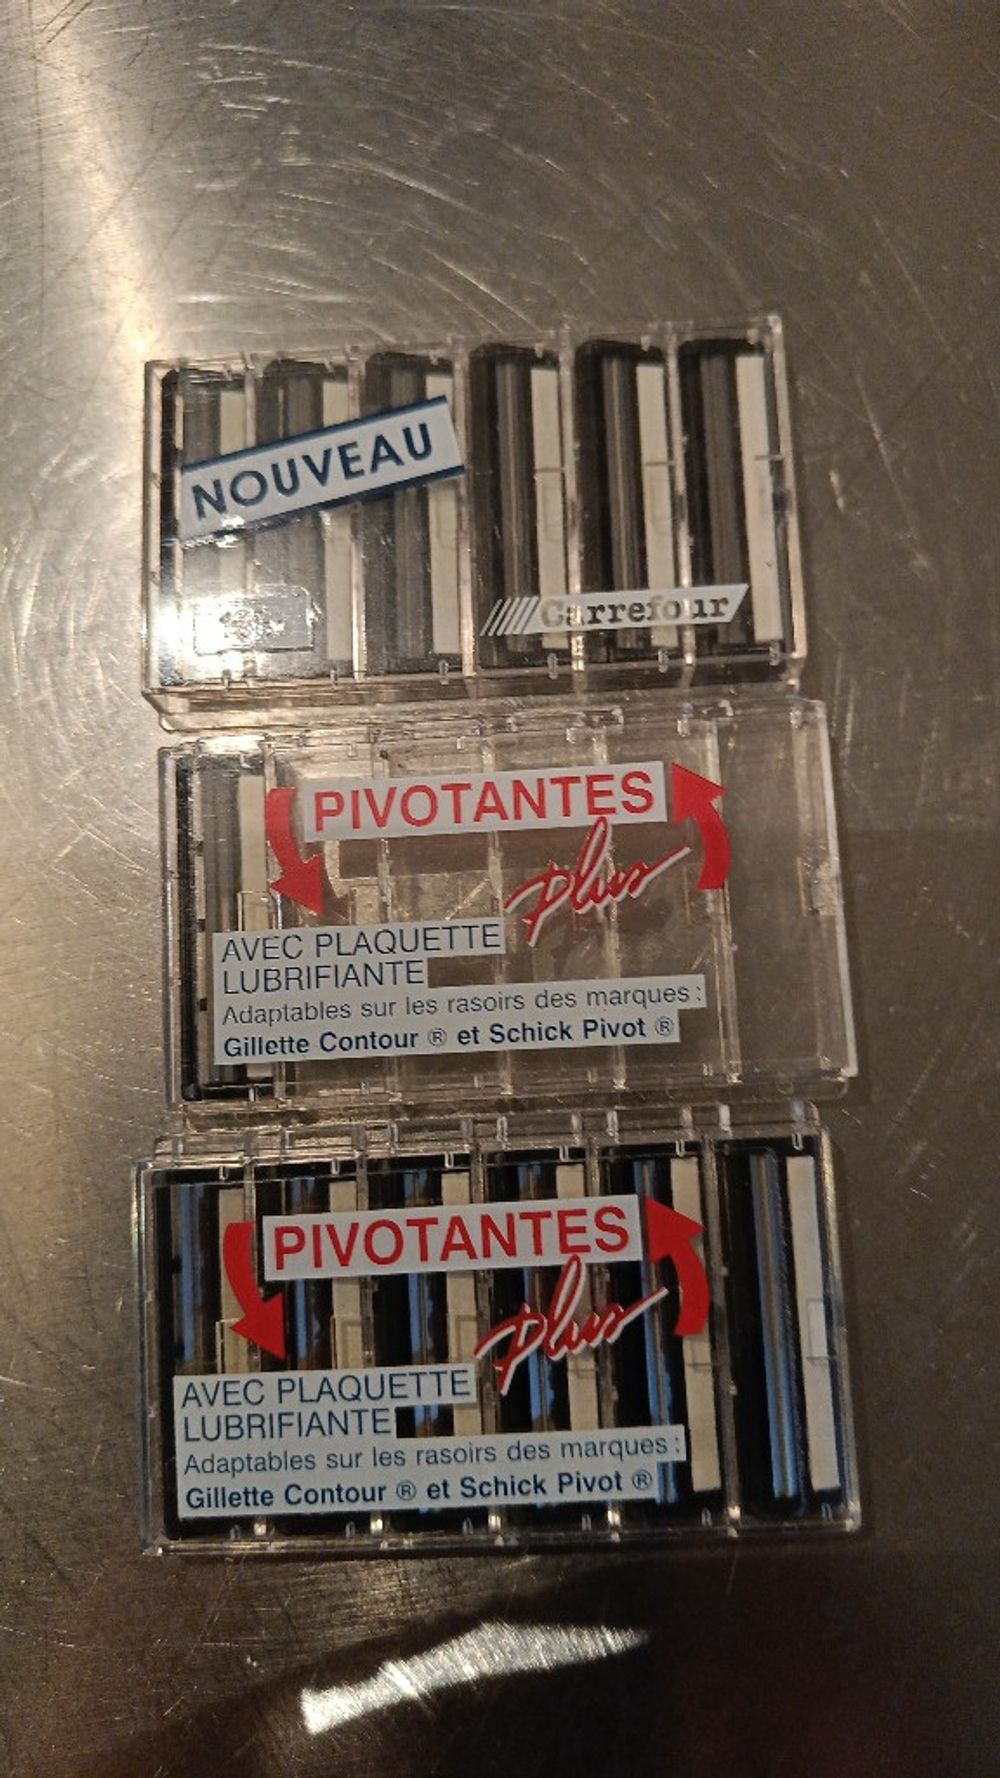 NOUVEAU
Carrefour
PIVOTANTES
Plus
AVEC PLAQUETTE
LUBRIFIANTE
Adaptables sur les rasoirs des marques :
Gillette Contour ® et Schick Pivot ®
PIVOTANTES
Plus
AVEC PLAQUETTE
LUBRIFIANTE
Adaptables sur les rasoirs des marques :
Gillette Contour ® et Schick Pivot ®